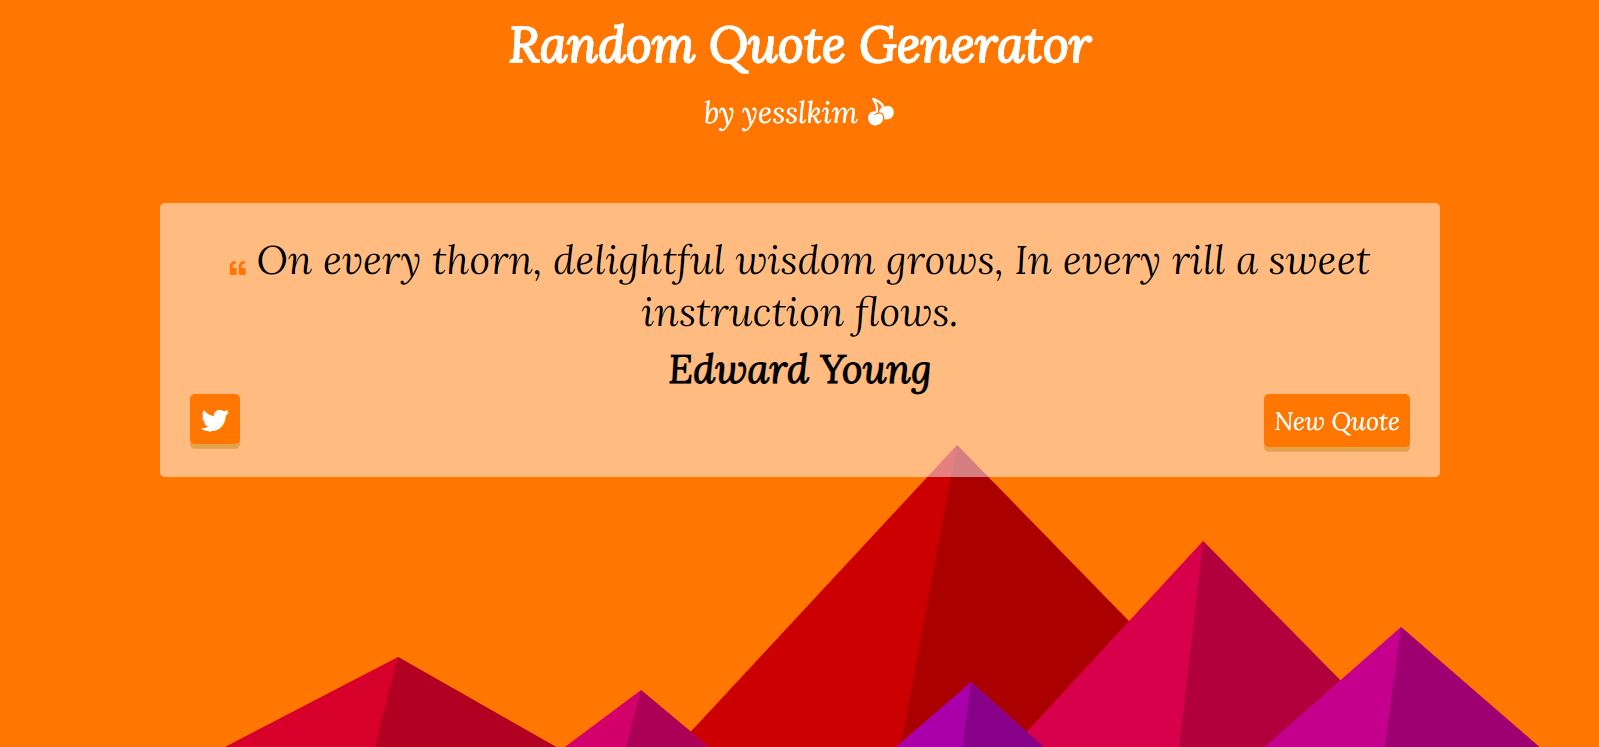 Random Quote Generator
by yesslkim
“ On every thorn, delightful wisdom grows, In every rill a sweet
instruction flows.
Edward Young
New Quote